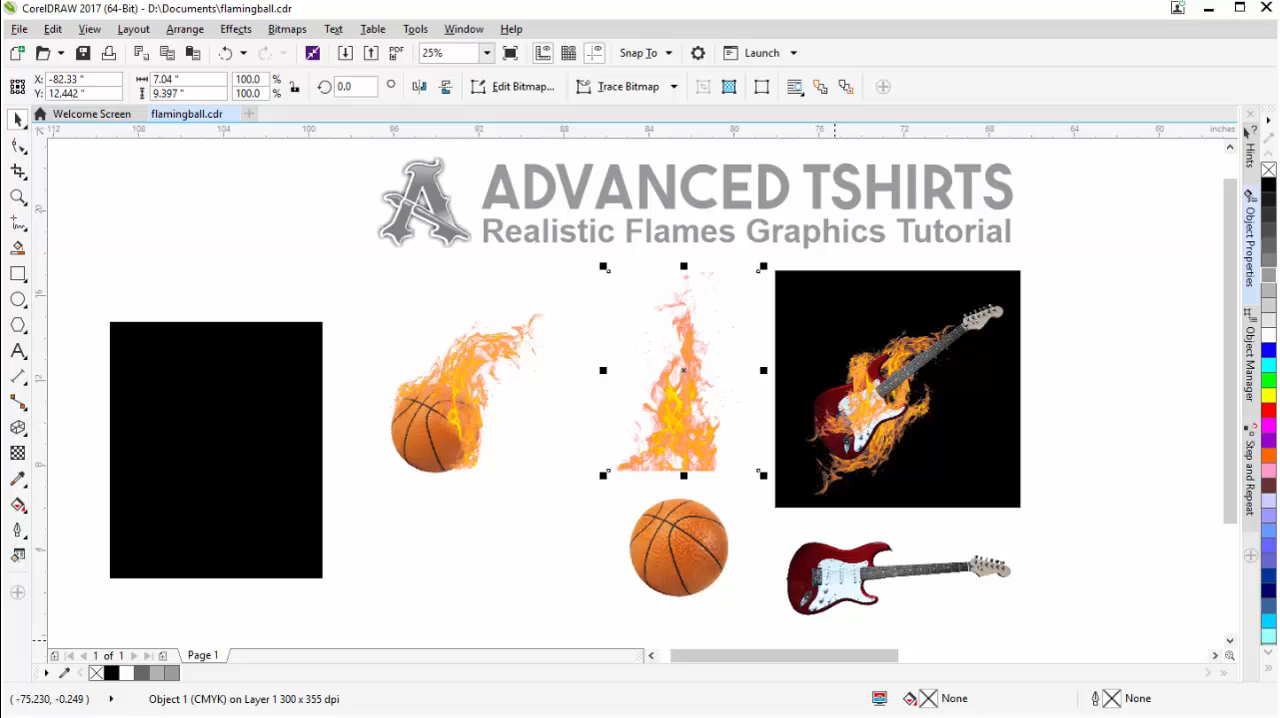 CorelDRAW 2017 (64-Bit) - D:\Documents\flamingball.cdr
File Edit View Layout Arrange Effects Bitmaps Text Table Tools Window Help
PDF 25% Snap To Launch
X: -82.33 " 7.04 " 100.0 % 0.0 Edit Bitmap... Trace Bitmap
Y: 12.442 " 9.397 " 100.0 %
Welcome Screen flamingball.cdr
112 108 104 100 96 92 88 84 80 76 72 68 64 60 inches
A ADVANCED TSHIRTS
Realistic Flames Graphics Tutorial
Hints
Object Properties
Object Manager
Step and Repeat
1 of 1 Page 1
( -75.230, -0.249 ) Object 1 (CMYK) on Layer 1 300 x 355 dpi None None